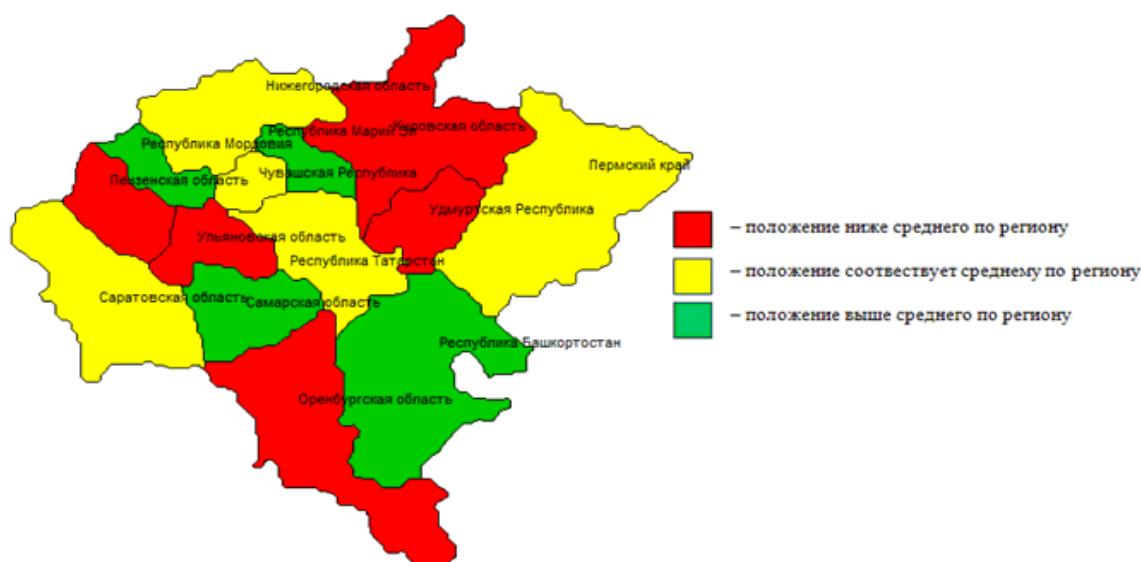 Нижегородская область
Кировская область
Республика Марий Эл
Республика Мордовия
Пермский край
Чувашская Республика
Пензенская область
Удмуртская Республика
Ульяновская область
Республика Татарстан
Саратовская область
Самарская область
Республика Башкортостан
Оренбургская область
– положение ниже среднего по региону
– положение соотвествует среднему по региону
– положение выше среднего по региону